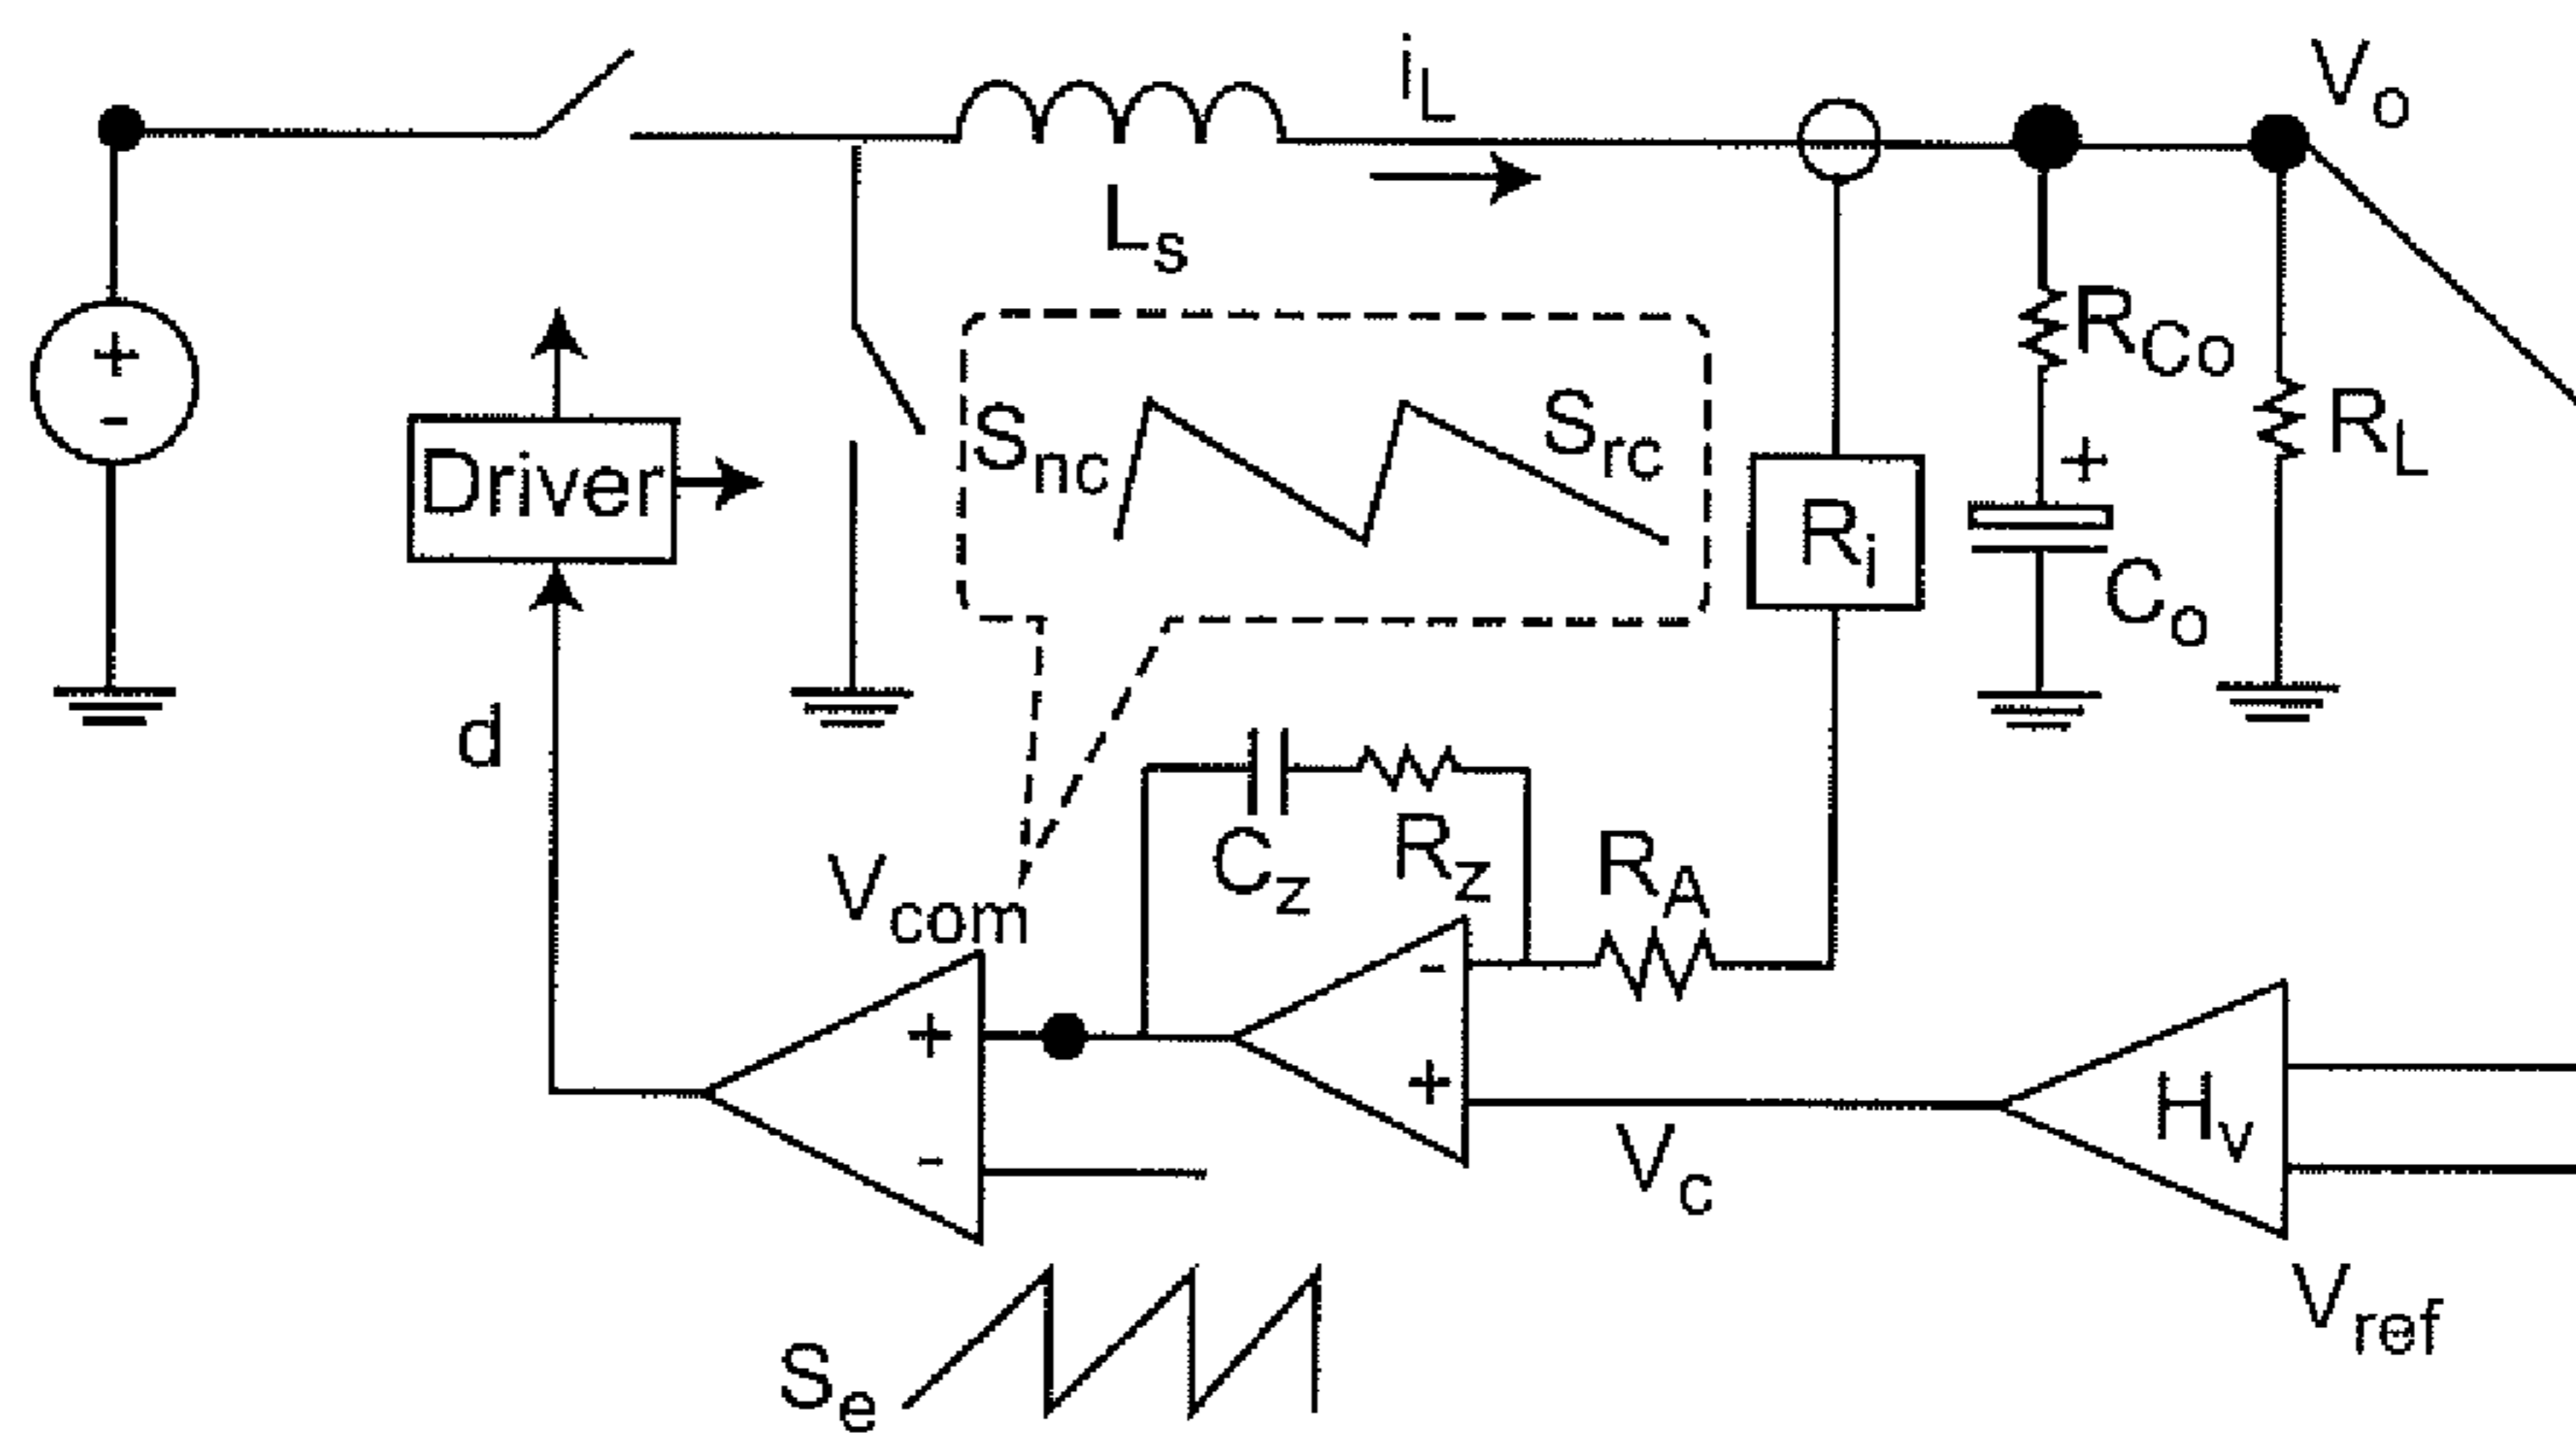 iL
Vo
Ls
+
-
RCo
Snc
Src
Driver
RL
+
Ri
Co
d
Cz
Rz
RA
Vcom
-
+
+
Hv
-
Vc
Vref
Se